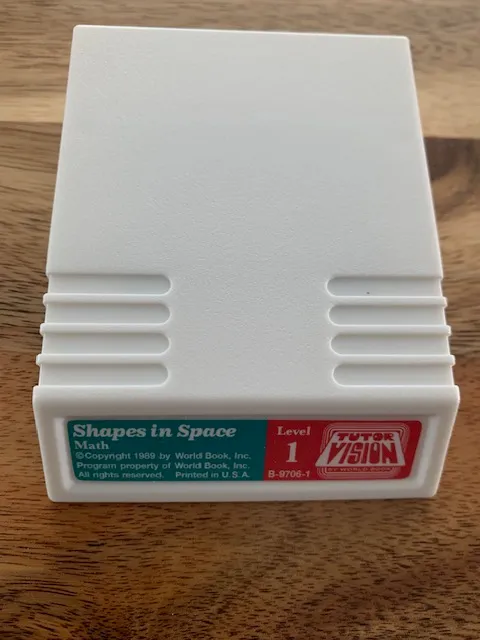 Shapes in Space
Math
©Copyright 1989 by World Book, Inc.
Program property of World Book, Inc.
All rights reserved. Printed in U.S.A.
Level
1
B-9706-1
TUTOR
VISION
BY WORLD BOOK